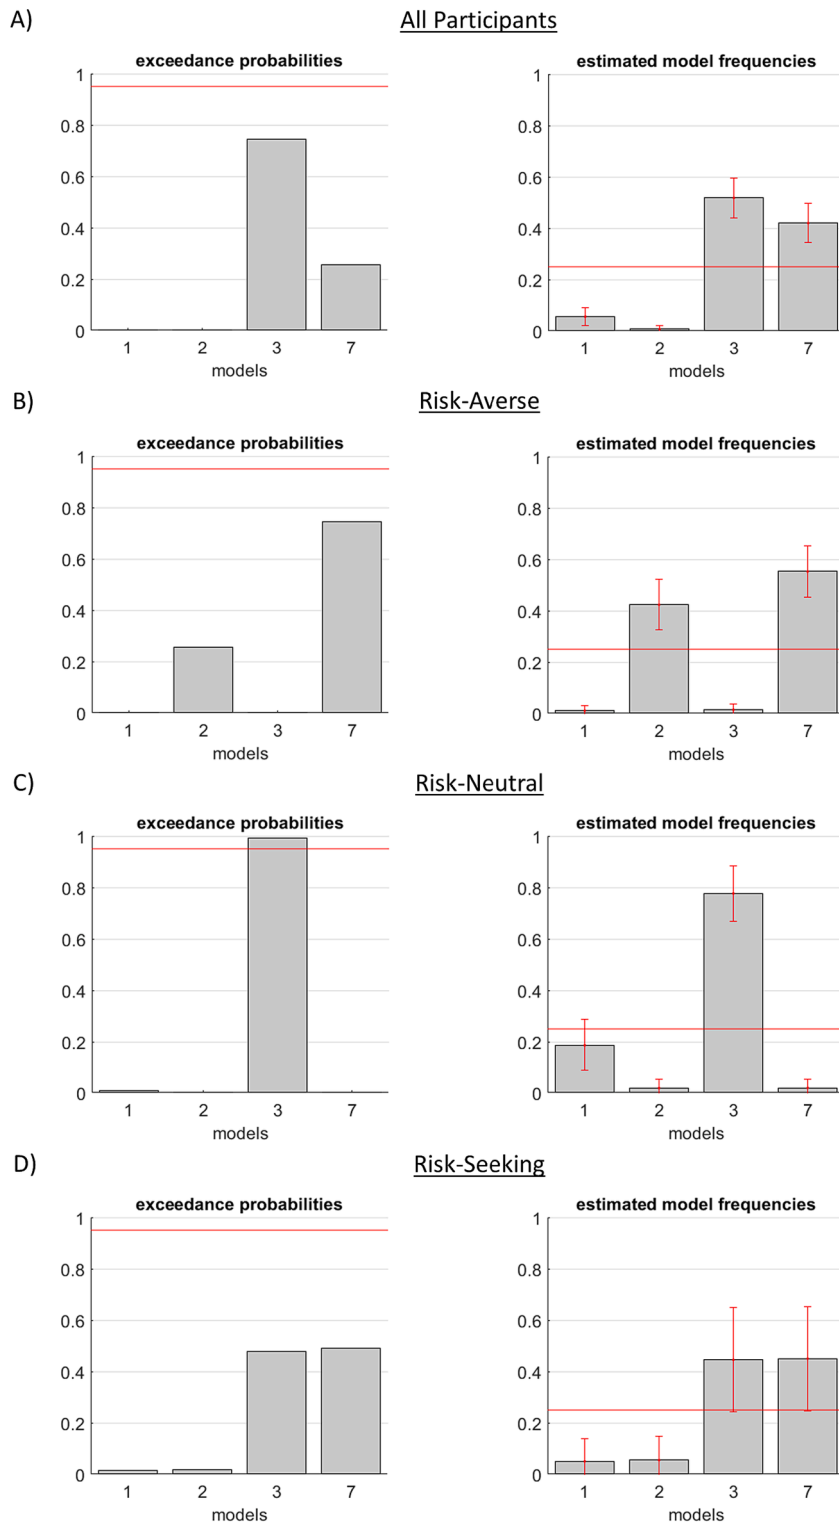 A) All Participants
exceedance probabilities estimated model frequencies
1 1
0.8 0.8
0.6 0.6
0.4 0.4
0.2 0.2
0 0
1 2 3 7 1 2 3 7
models models
B) Risk-Averse
exceedance probabilities estimated model frequencies
1 1
0.8 0.8
0.6 0.6
0.4 0.4
0.2 0.2
0 0
1 2 3 7 1 2 3 7
models models
C) Risk-Neutral
exceedance probabilities estimated model frequencies
1 1
0.8 0.8
0.6 0.6
0.4 0.4
0.2 0.2
0 0
1 2 3 7 1 2 3 7
models models
D) Risk-Seeking
exceedance probabilities estimated model frequencies
1 1
0.8 0.8
0.6 0.6
0.4 0.4
0.2 0.2
0 0
1 2 3 7 1 2 3 7
models models